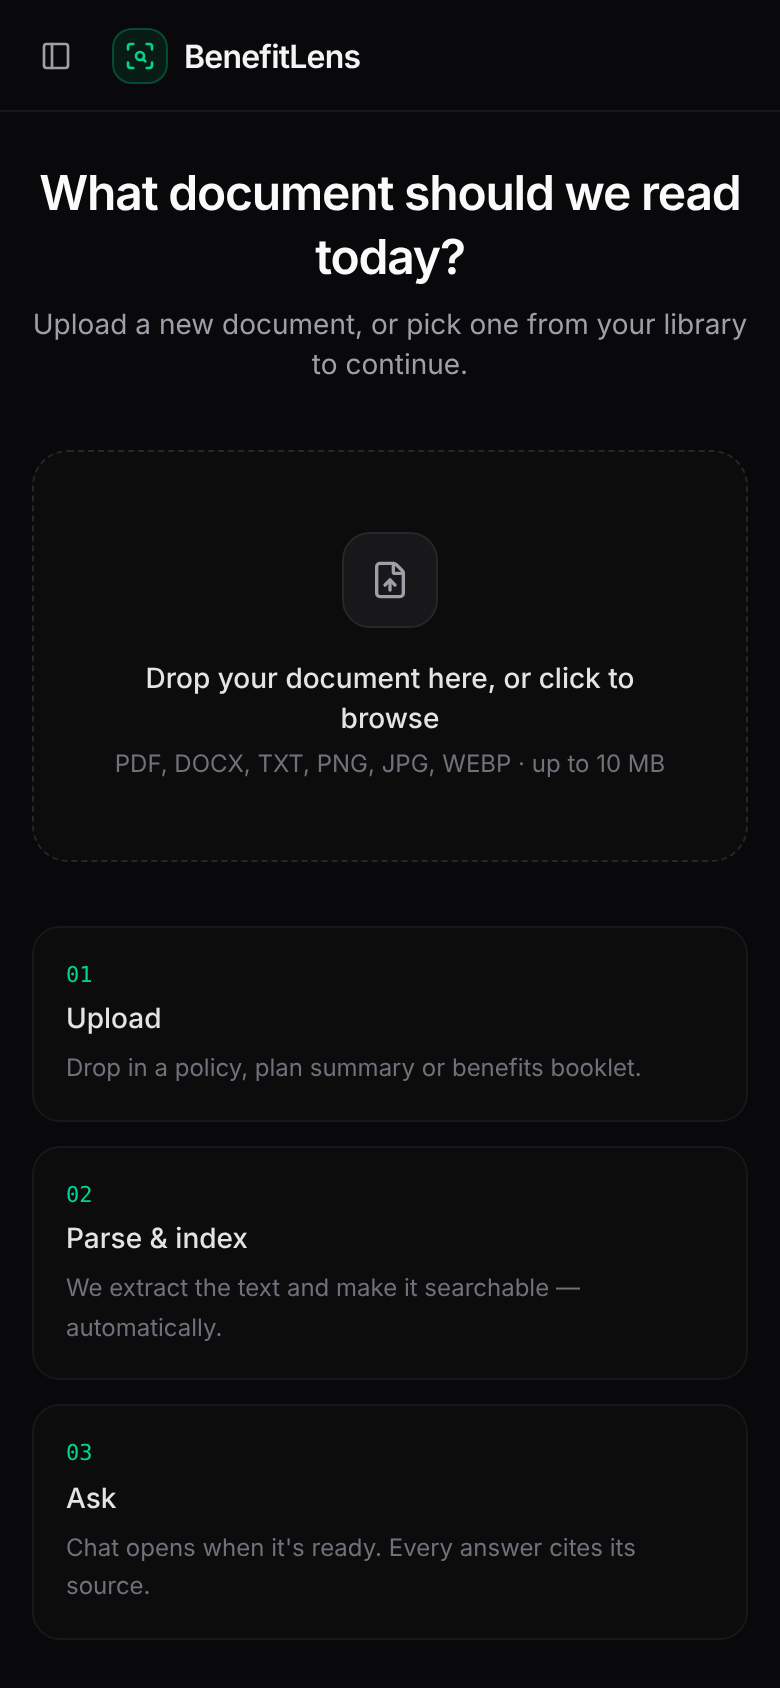 BenefitLens
What document should we read
today?
Upload a new document, or pick one from your library
to continue.
Drop your document here, or click to
browse
PDF, DOCX, TXT, PNG, JPG, WEBP · up to 10 MB
01
Upload
Drop in a policy, plan summary or benefits booklet.
02
Parse & index
We extract the text and make it searchable —
automatically.
03
Ask
Chat opens when it's ready. Every answer cites its
source.